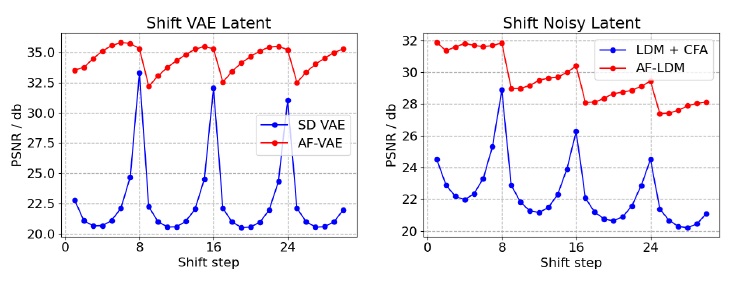 Shift VAE Latent
PSNR / db
35.0
32.5
30.0
27.5
25.0
22.5
20.0
0
8
16
24
Shift step
SD VAE
AF-VAE
Shift Noisy Latent
PSNR / db
32
30
28
26
24
22
20
0
8
16
24
Shift step
LDM + CFA
AF-LDM